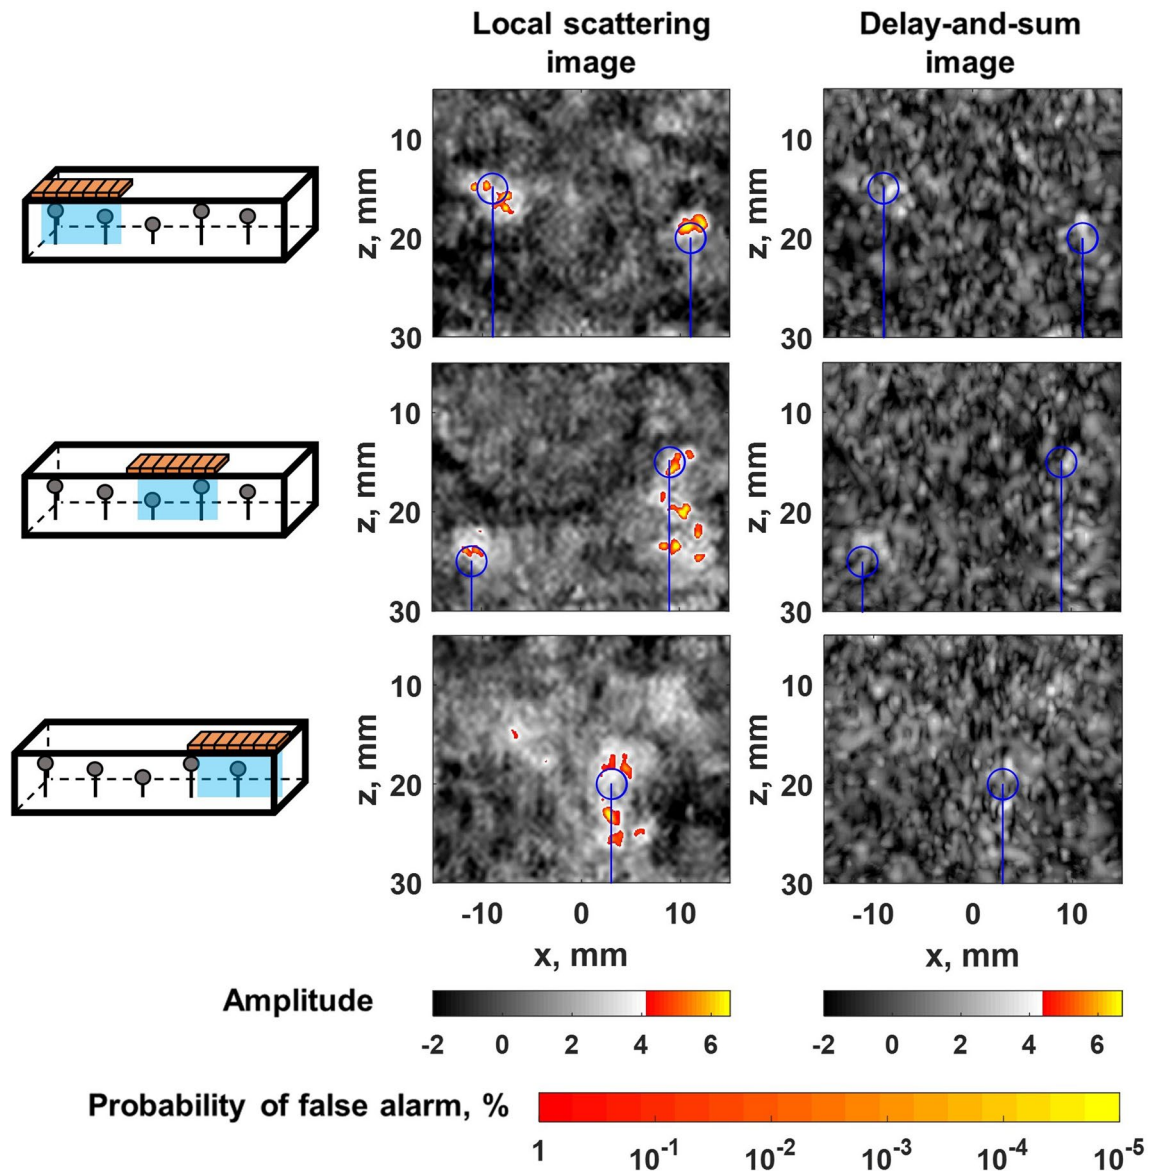 Local scattering
image
Delay-and-sum
image
10
20
30
z, mm
10
20
30
z, mm
10
20
30
z, mm
10
20
30
z, mm
10
20
30
z, mm
10
20
30
z, mm
-10 0 10
x, mm
-10 0 10
x, mm
Amplitude
-2 0 2 4 6
-2 0 2 4 6
Probability of false alarm, %
1 10⁻¹ 10⁻² 10⁻³ 10⁻⁴ 10⁻⁵